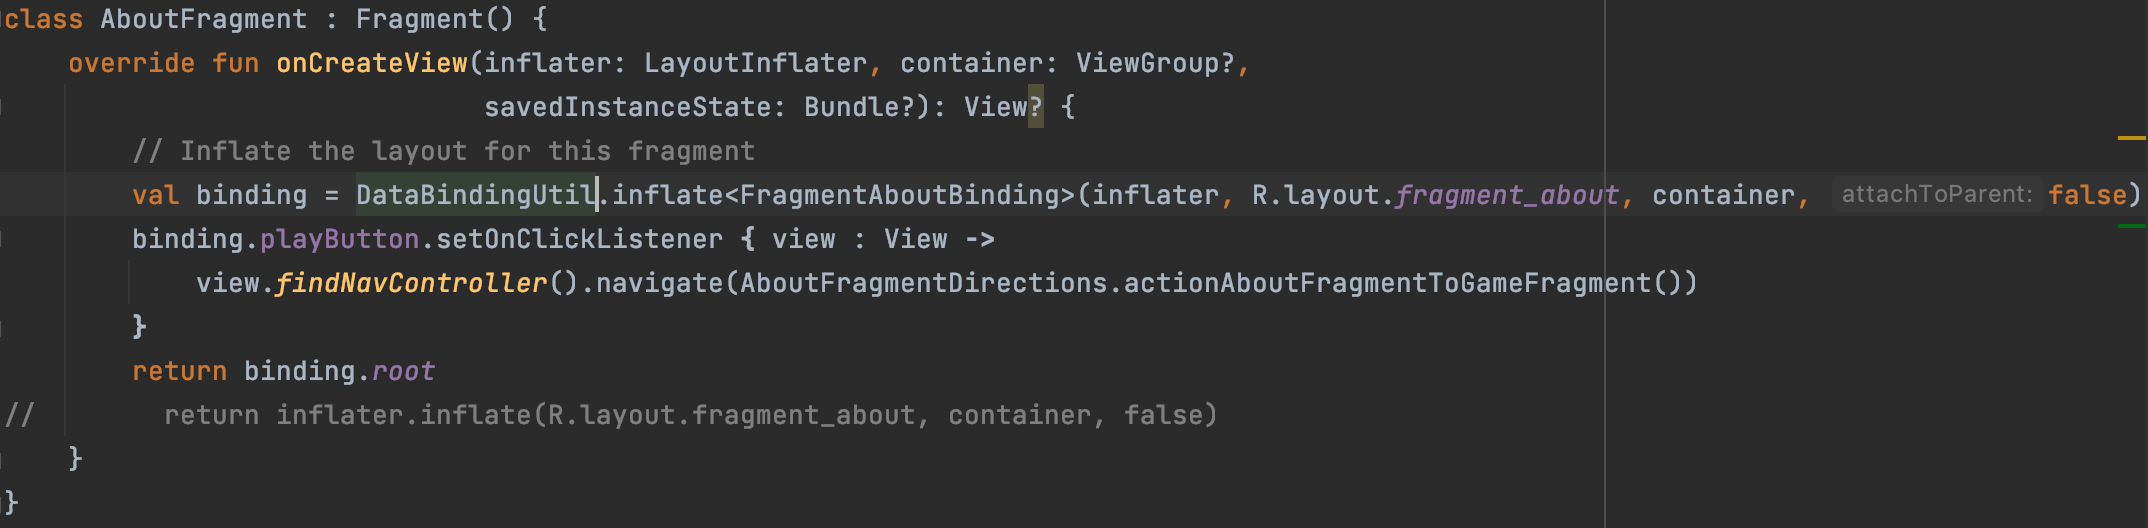 class AboutFragment : Fragment() {
override fun onCreateView(inflater: LayoutInflater, container: ViewGroup?,
savedInstanceState: Bundle?): View? {
// Inflate the layout for this fragment
val binding = DataBindingUtil.inflate<FragmentAboutBinding>(inflater, R.layout.fragment_about, container, attachToParent: false)
binding.playButton.setOnClickListener { view : View ->
view.findNavController().navigate(AboutFragmentDirections.actionAboutFragmentToGameFragment())
}
return binding.root
// return inflater.inflate(R.layout.fragment_about, container, false)
}
}